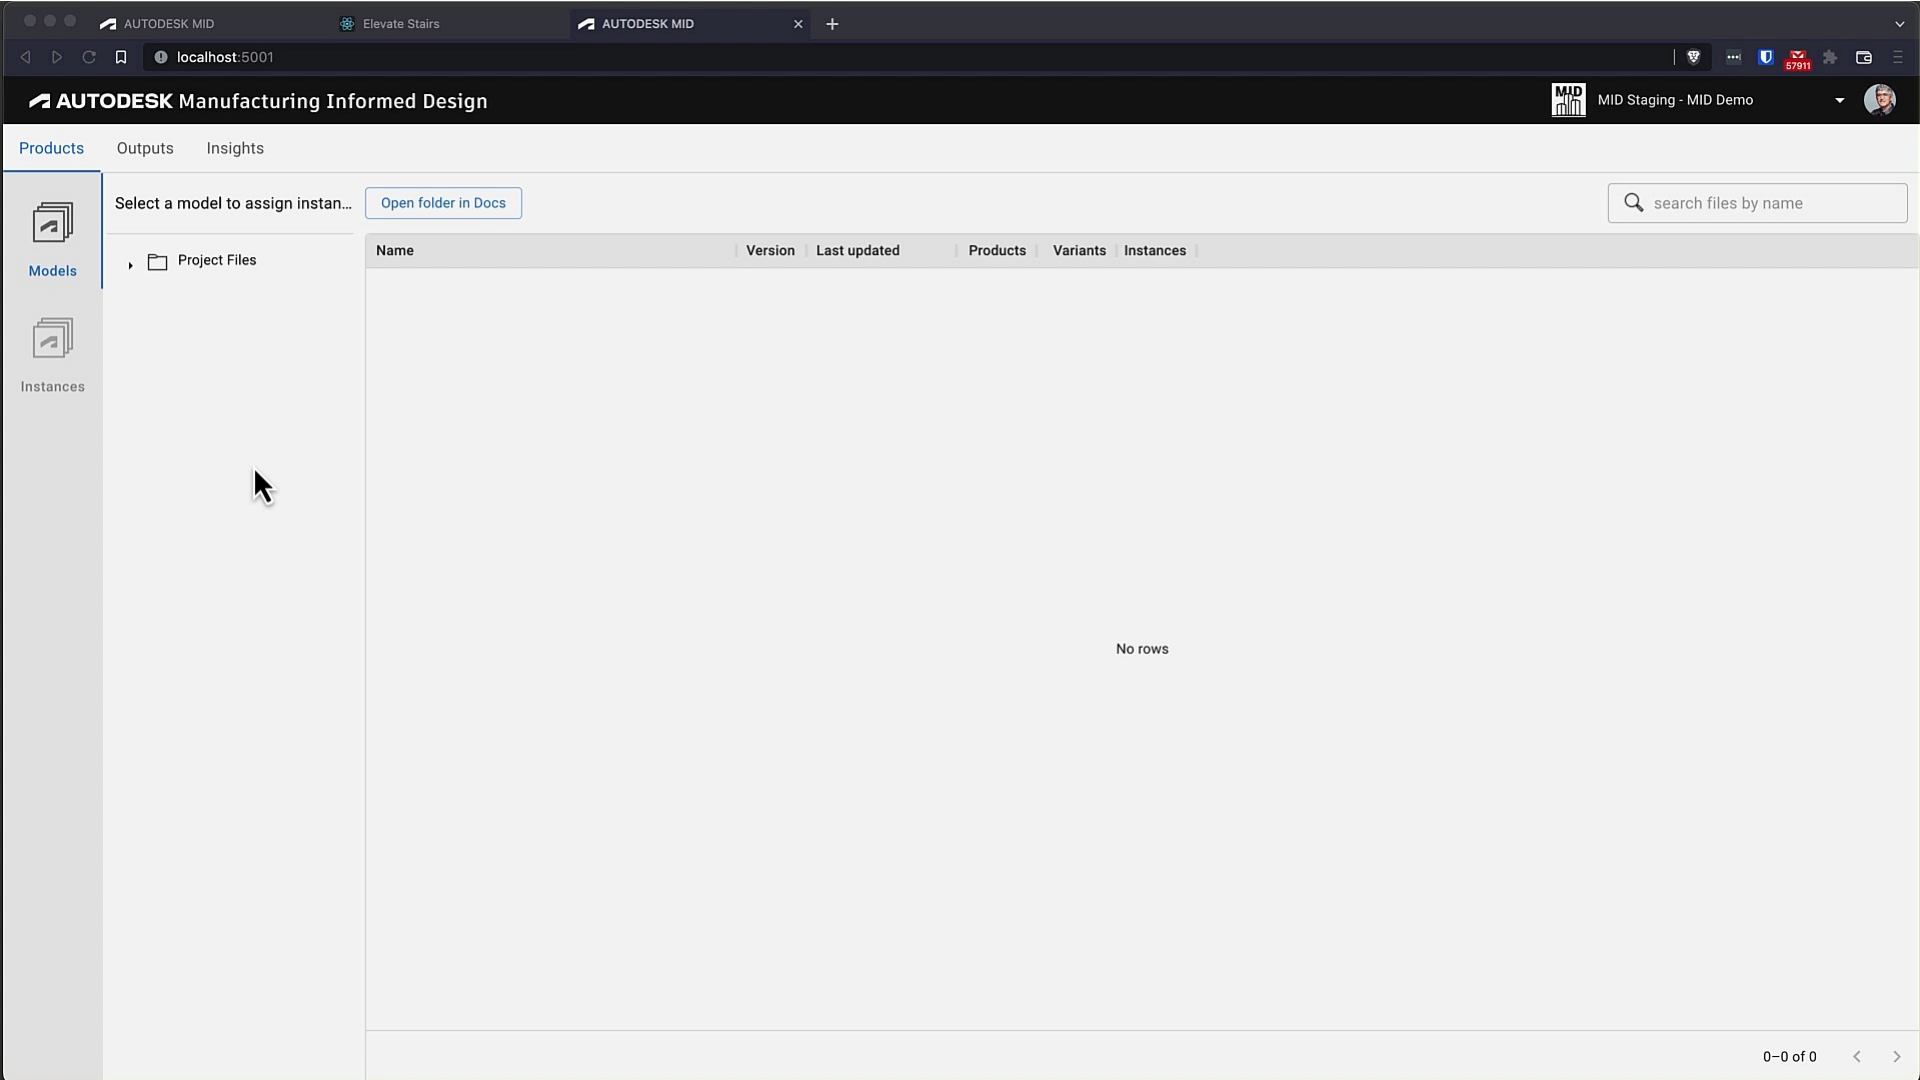 AUTODESK MID
Elevate Stairs
AUTODESK MID
localhost:5001
57911
AUTODESK Manufacturing Informed Design
MID
MID Staging - MID Demo
Products
Outputs
Insights
Select a model to assign instan...
Open folder in Docs
search files by name
Models
Project Files
Name
Version
Last updated
Products
Variants
Instances
Instances
No rows
0–0 of 0